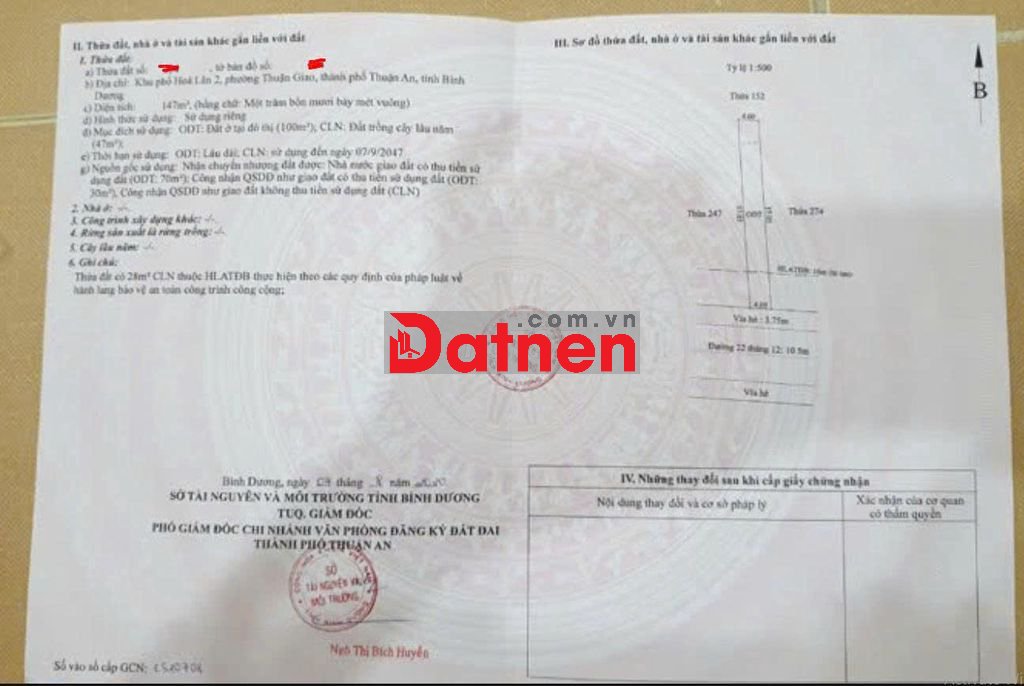 II. Thửa đất, nhà ở và tài sản khác gắn liền với đất
1. Thửa đất:
a) Thửa đất số: , tờ bản đồ số:
b) Địa chỉ: Khu phố Hoà Lân 2, phường Thuận Giao, thành phố Thuận An, tỉnh Bình
Dương
c) Diện tích: 147m², (bằng chữ: Một trăm bốn mươi bảy mét vuông)
d) Hình thức sử dụng: Sử dụng riêng
đ) Mục đích sử dụng: ODT: Đất ở tại đô thị (100m²); CLN: Đất trồng cây lâu năm
(47m²);
e) Thời hạn sử dụng: ODT: Lâu dài; CLN: sử dụng đến ngày 07/9/2047
g) Nguồn gốc sử dụng: Nhận chuyển nhượng đất được: Nhà nước giao đất có thu tiền sử
dụng đất (ODT: 70m²); Công nhận QSDĐ như giao đất có thu tiền sử dụng đất (ODT:
30m²), Công nhận QSDĐ như giao đất không thu tiền sử dụng đất (CLN)
2. Nhà ở: -/-
3. Công trình xây dựng khác: -/-
4. Rừng sản xuất là rừng trồng: -/-
5. Cây lâu năm: -/-
6. Ghi chú:
Thửa đất có 28m² CLN thuộc HLATĐB thực hiện theo các quy định của pháp luật về
hành lang bảo vệ an toàn công trình công cộng;
Bình Dương, ngày tháng năm
SỞ TÀI NGUYÊN VÀ MÔI TRƯỜNG TỈNH BÌNH DƯƠNG
TUQ. GIÁM ĐỐC
PHÓ GIÁM ĐỐC CHI NHÁNH VĂN PHÒNG ĐĂNG KÝ ĐẤT ĐAI
THÀNH PHỐ THUẬN AN
SỞ
TÀI NGUYÊN VÀ
MÔI TRƯỜNG
Ngô Thị Bích Huyền
Số vào sổ cấp GCN:
.com.vn
Datnen
III. Sơ đồ thửa đất, nhà ở và tài sản khác gắn liền với đất
Tỷ lệ 1:500
B
Thửa 152
4.00
Thửa 247
Thửa 274
4.00
Vỉa hè : 3.75m
Đường 22 tháng 12: 10.5m
Vỉa hè
IV. Những thay đổi sau khi cấp giấy chứng nhận
Nội dung thay đổi và cơ sở pháp lý
Xác nhận của cơ quan
có thẩm quyền